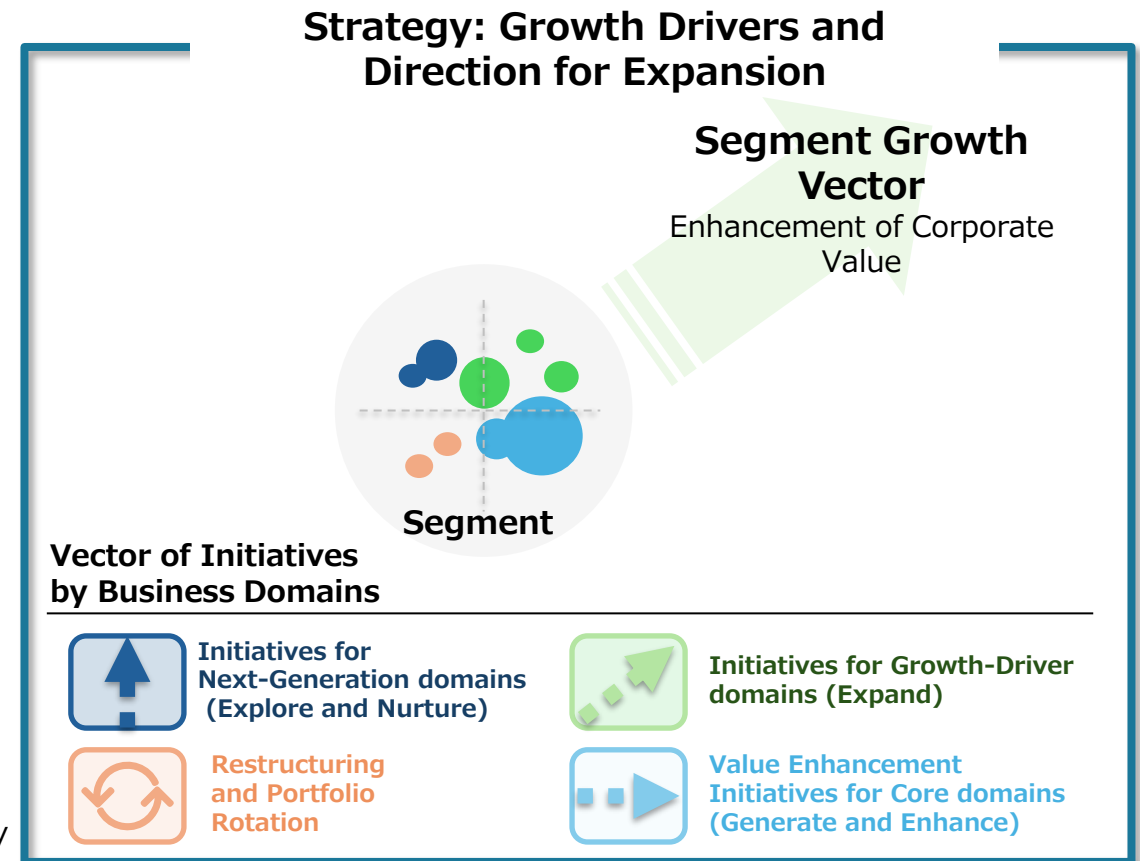 Strategy: Growth Drivers and
Direction for Expansion
Segment Growth
Vector
Enhancement of Corporate
Value
Segment
Vector of Initiatives
by Business Domains
Initiatives for
Next-Generation domains
(Explore and Nurture)
Initiatives for Growth-Driver
domains (Expand)
Restructuring
and Portfolio
Rotation
Value Enhancement
Initiatives for Core domains
(Generate and Enhance)